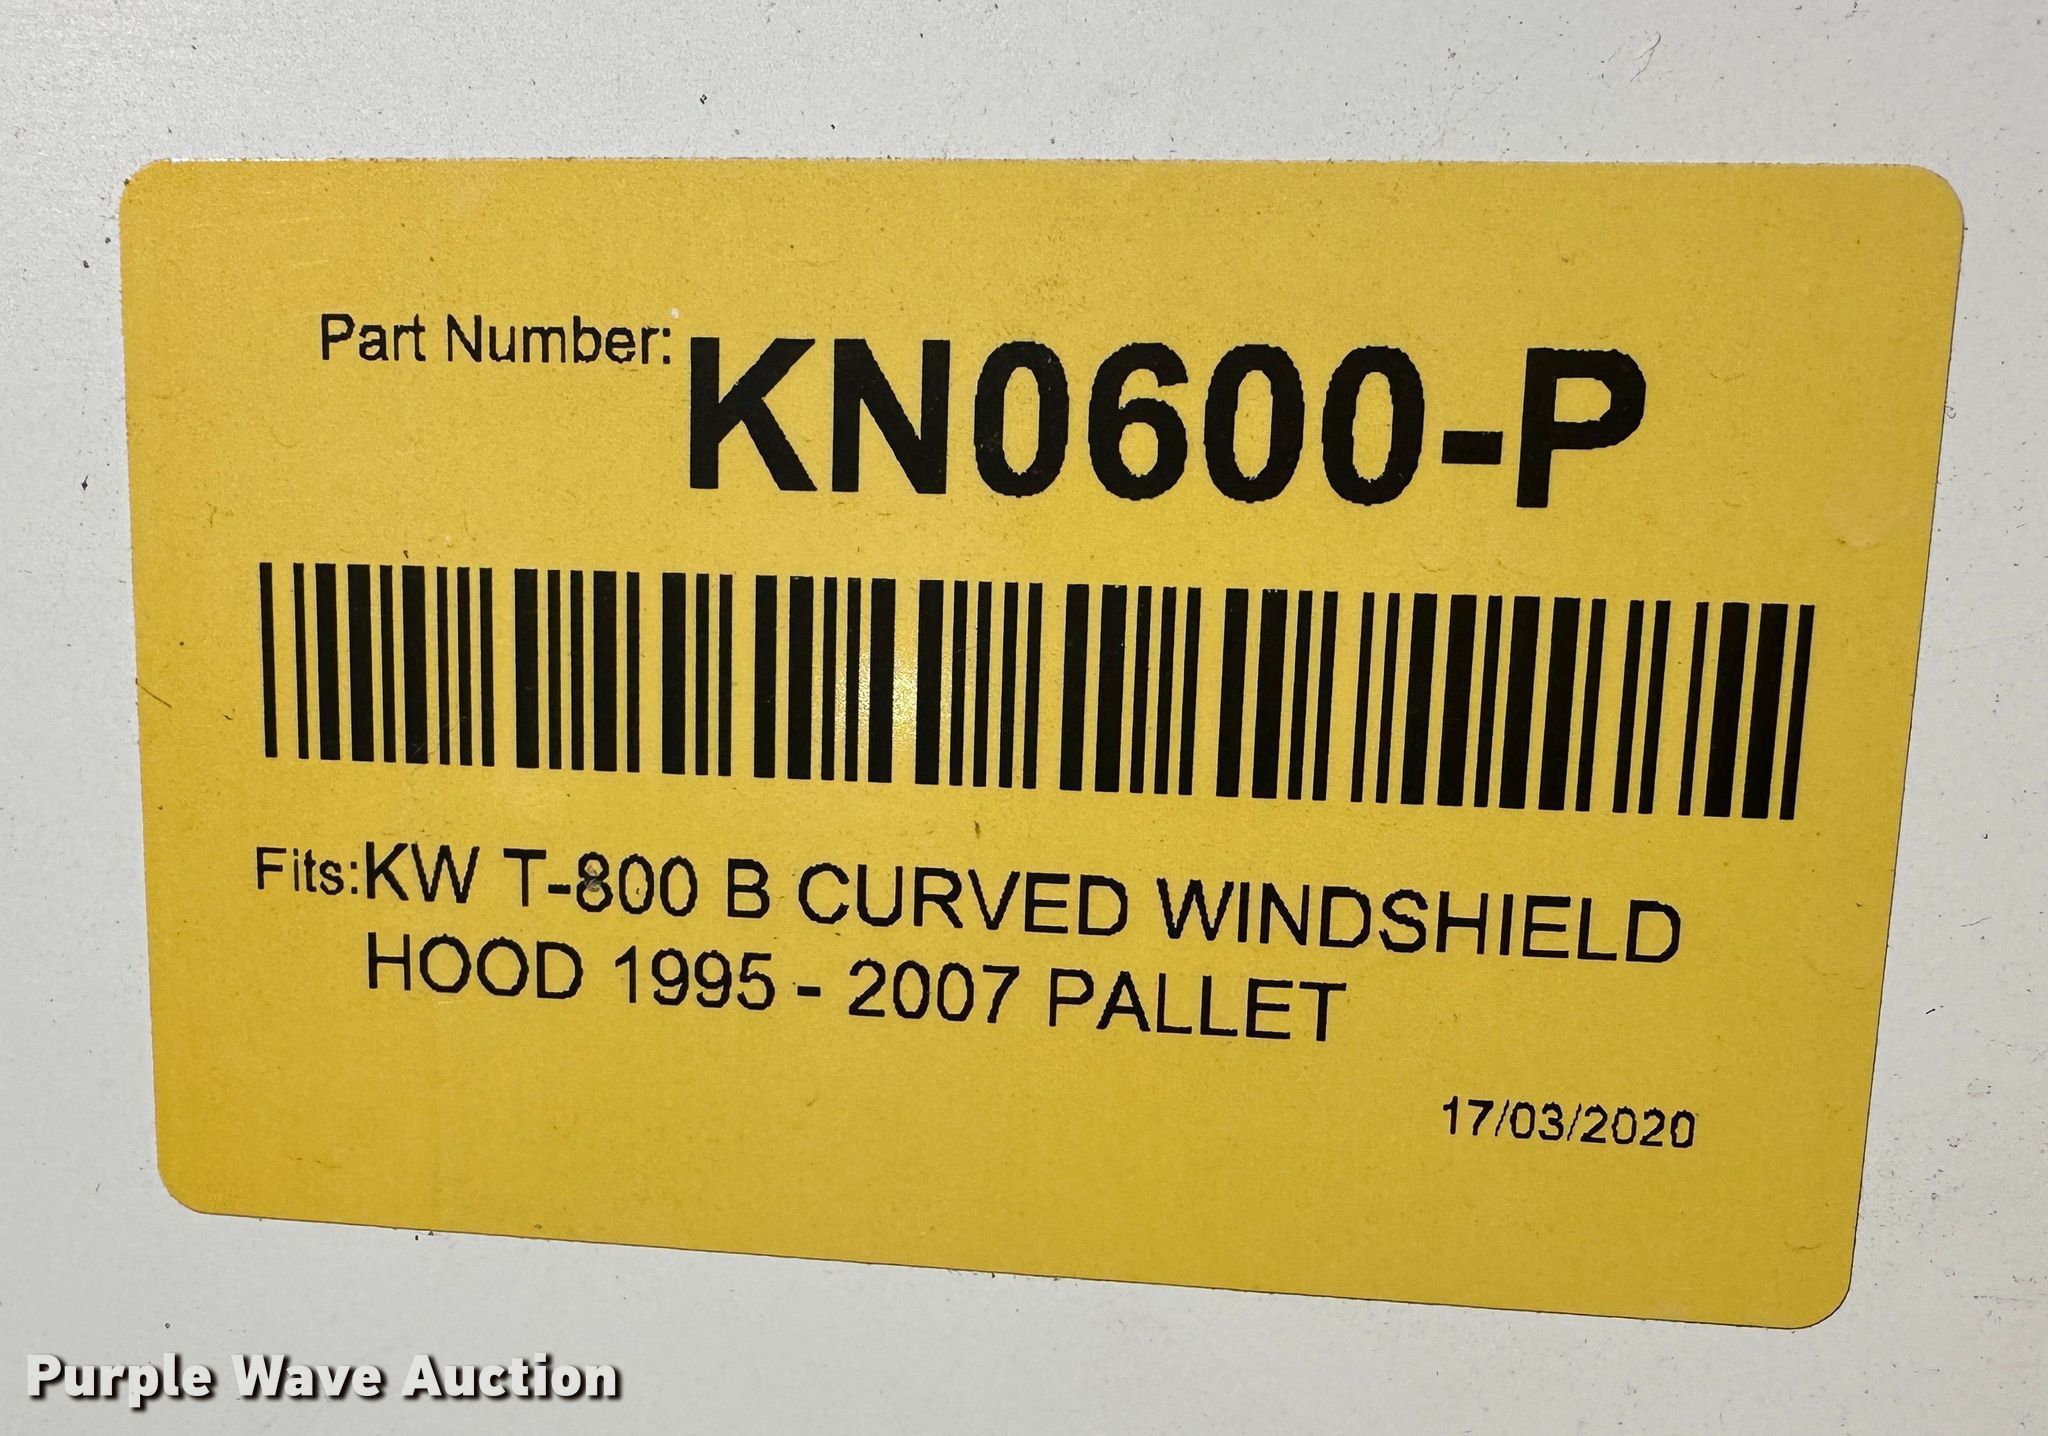 Part Number: KN0600-P
Fits: KW T-800 B CURVED WINDSHIELD
HOOD 1995 - 2007 PALLET
17/03/2020
Purple Wave Auction